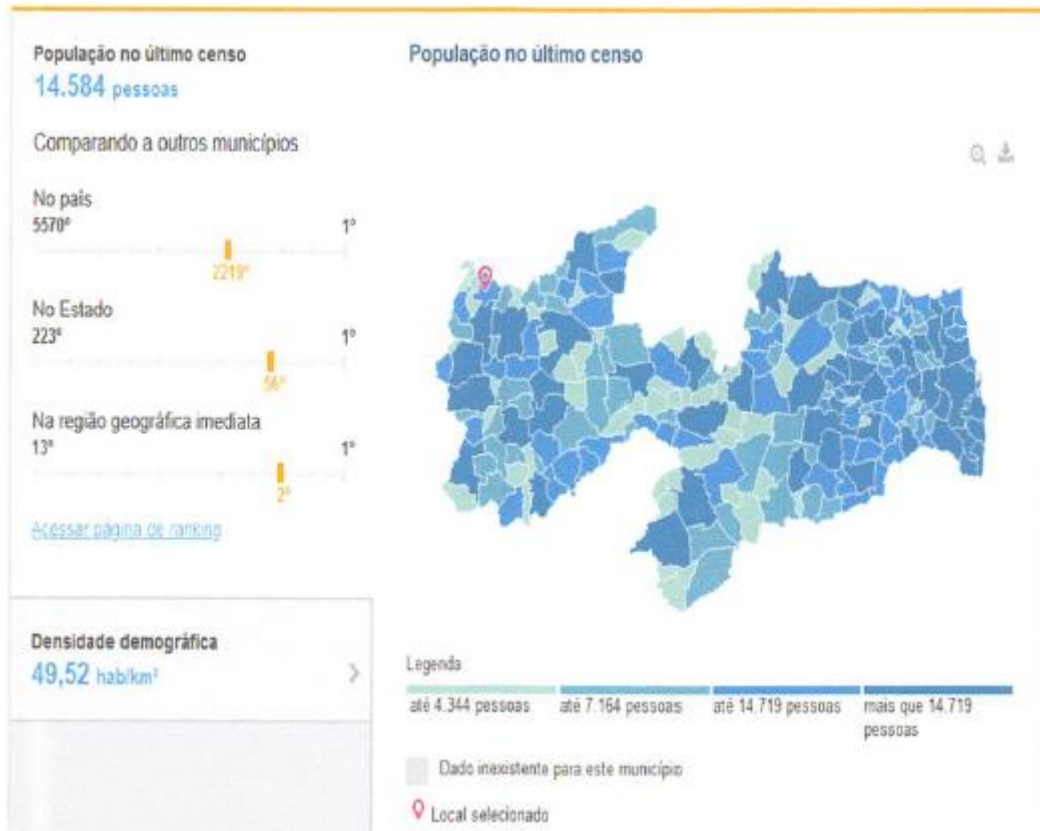 População no último censo
14.584 pessoas
Comparando a outros municípios
No país
5570º
1º
2219º
No Estado
223º
1º
56º
Na região geográfica imediata
13º
1º
2º
Acessar página de ranking
Densidade demográfica
49,52 hab/km²
População no último censo
Legenda
até 4.344 pessoas
até 7.164 pessoas
até 14.719 pessoas
mais que 14.719
pessoas
Dado inexistente para este município
Local selecionado